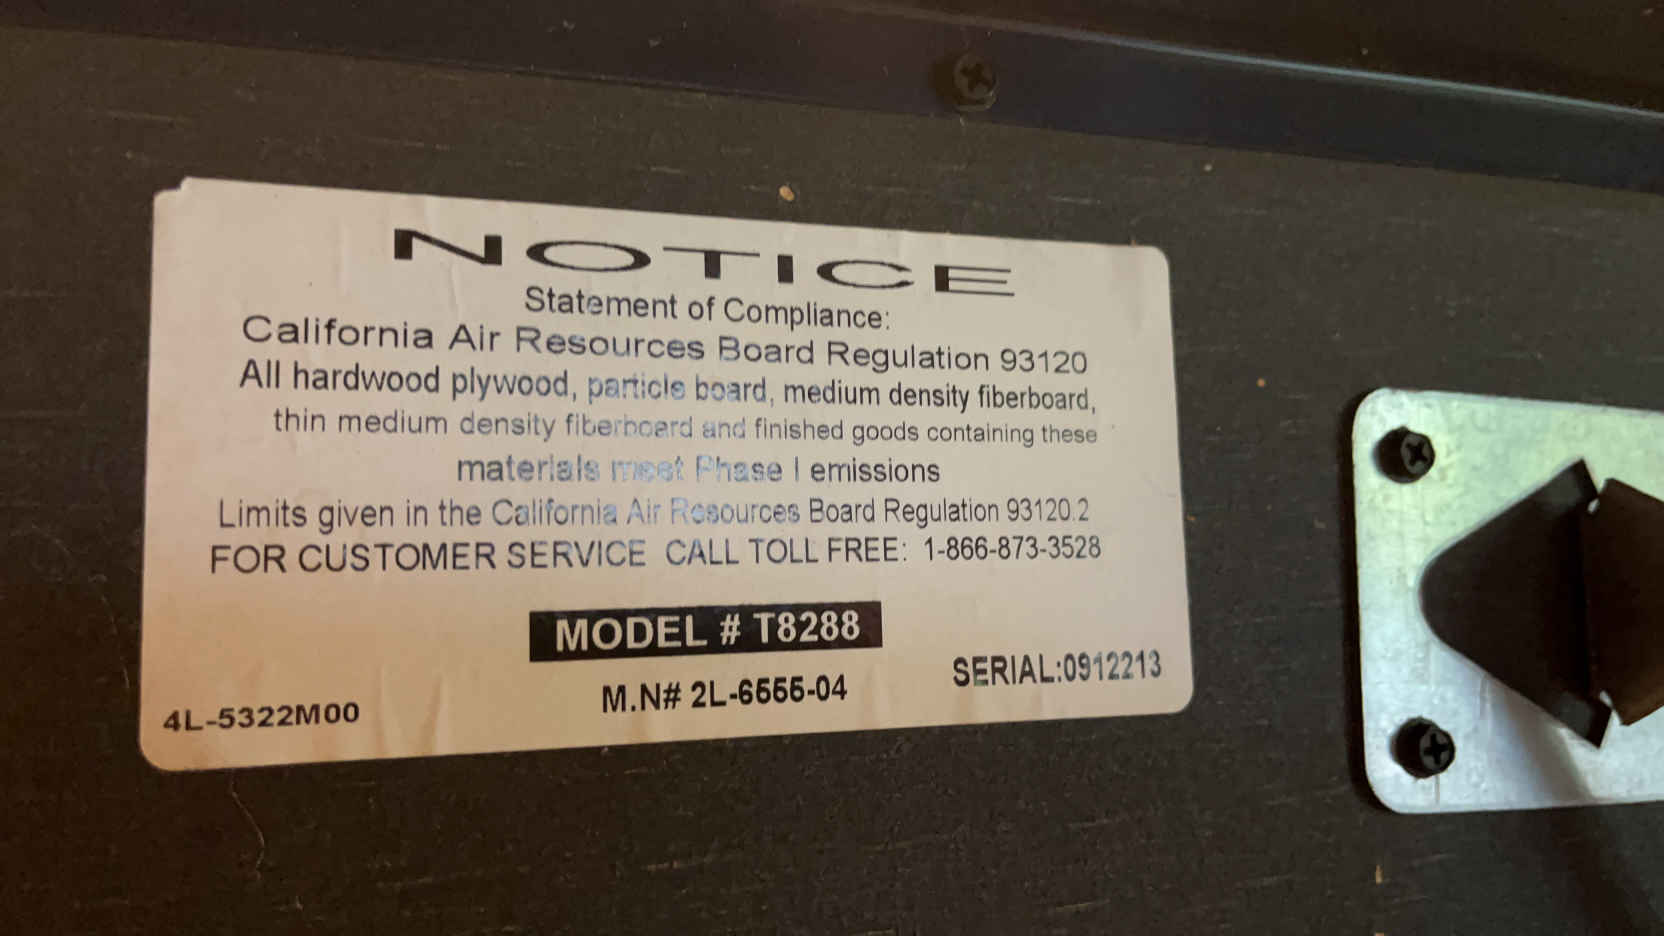 NOTICE
Statement of Compliance:
California Air Resources Board Regulation 93120
All hardwood plywood, particle board, medium density fiberboard,
thin medium density fiberboard and finished goods containing these
materials meet Phase I emissions
Limits given in the California Air Resources Board Regulation 93120.2
FOR CUSTOMER SERVICE CALL TOLL FREE: 1-866-873-3528
MODEL # T8288
M.N# 2L-6555-04
SERIAL:0912213
4L-5322M00